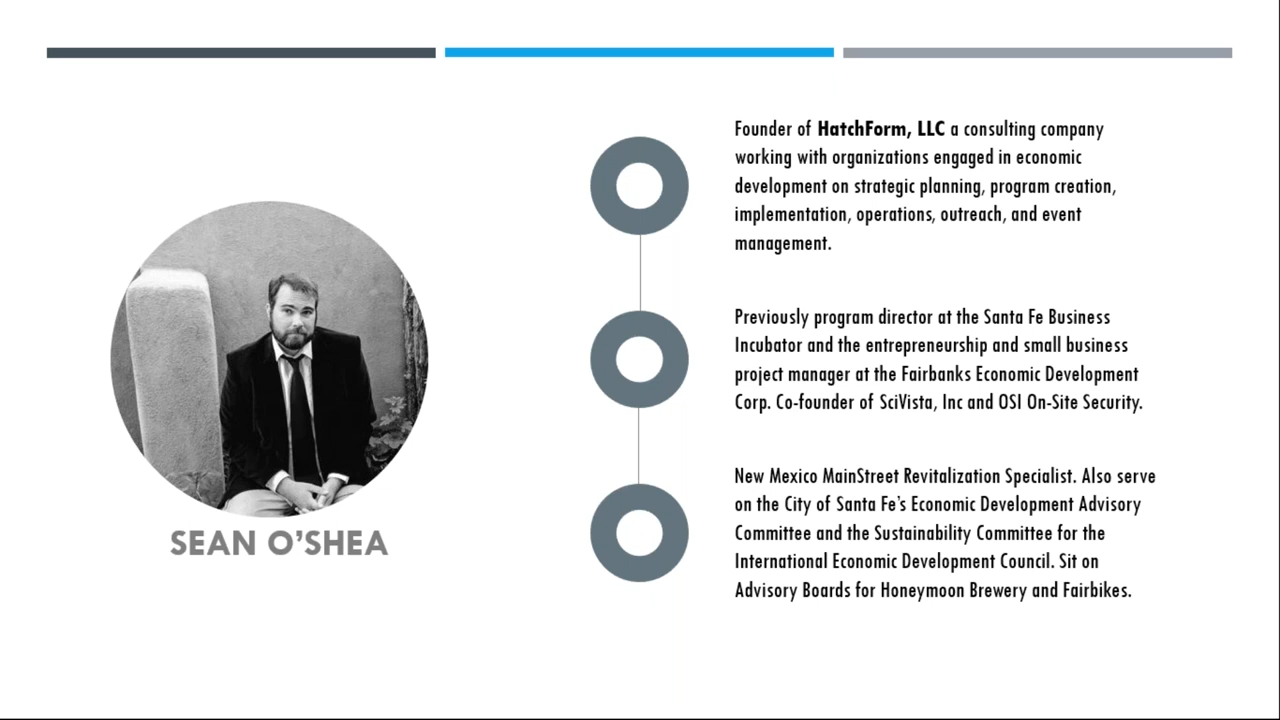 Founder of HatchForm, LLC a consulting company
working with organizations engaged in economic
development on strategic planning, program creation,
implementation, operations, outreach, and event
management.
Previously program director at the Santa Fe Business
Incubator and the entrepreneurship and small business
project manager at the Fairbanks Economic Development
Corp. Co-founder of SciVista, Inc and OSI On-Site Security.
New Mexico MainStreet Revitalization Specialist. Also serve
on the City of Santa Fe's Economic Development Advisory
Committee and the Sustainability Committee for the
International Economic Development Council. Sit on
Advisory Boards for Honeymoon Brewery and Fairbikes.
SEAN O’SHEA